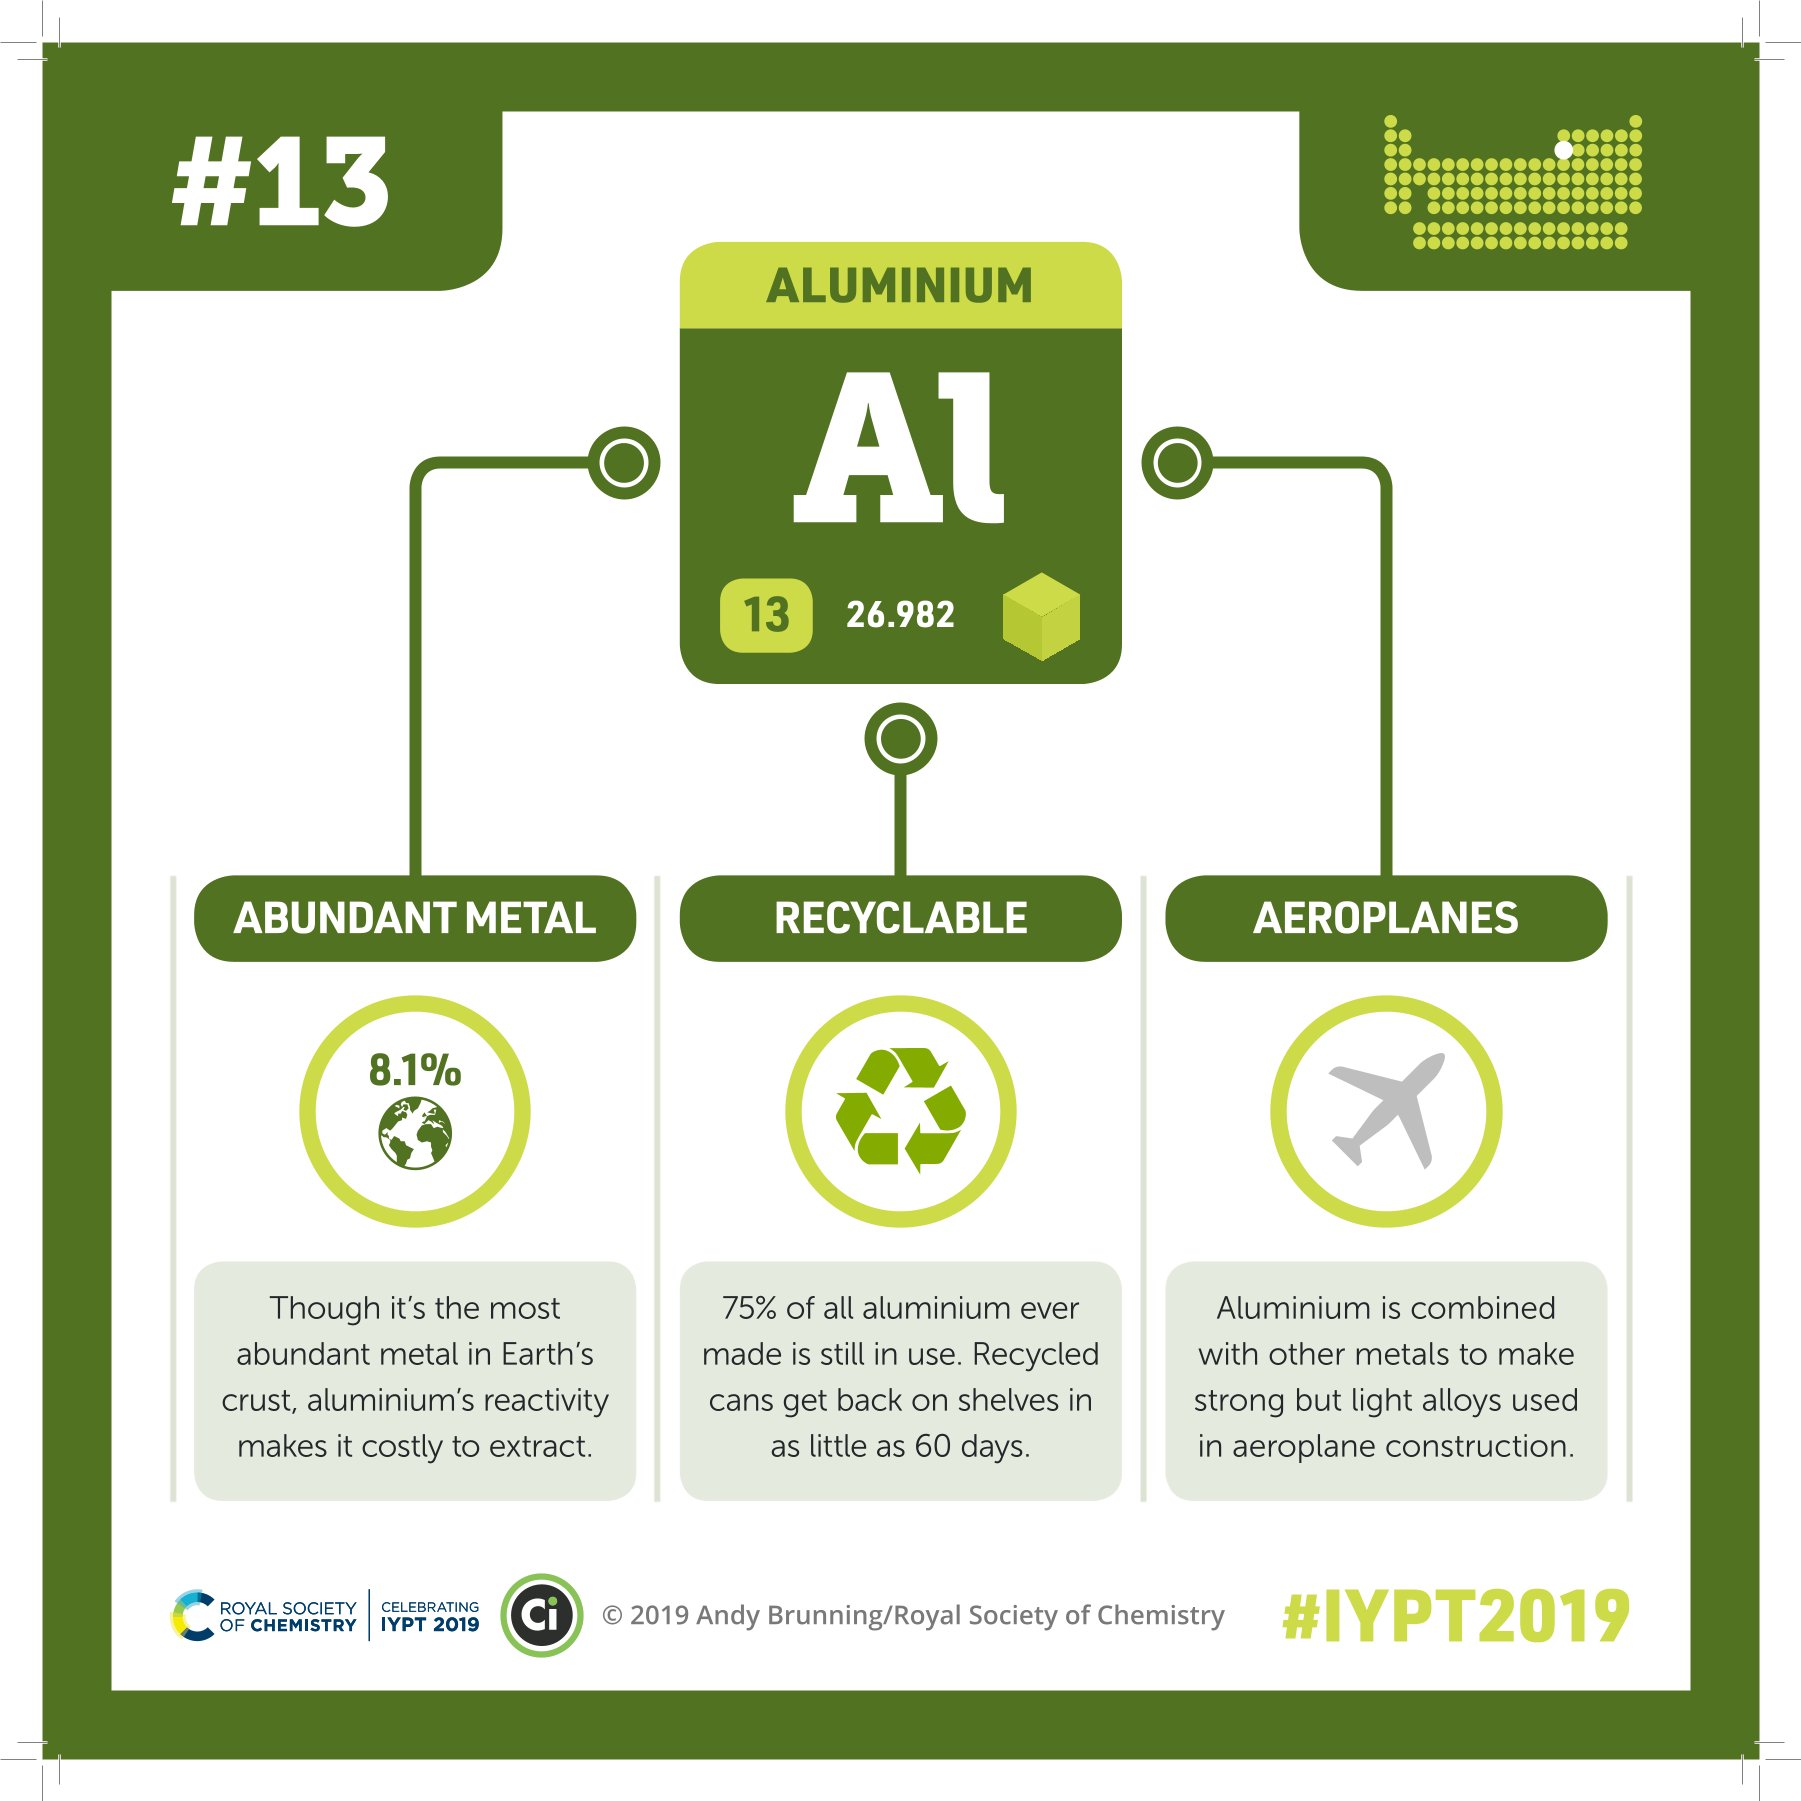 #13
ALUMINIUM
Al
13
26.982
ABUNDANT METAL
8.1%
Though it's the most
abundant metal in Earth's
crust, aluminium's reactivity
makes it costly to extract.
RECYCLABLE
75% of all aluminium ever
made is still in use. Recycled
cans get back on shelves in
as little as 60 days.
AEROPLANES
Aluminium is combined
with other metals to make
strong but light alloys used
in aeroplane construction.
ROYAL SOCIETY
OF CHEMISTRY
CELEBRATING
IYPT 2019
Ci
© 2019 Andy Brunning/Royal Society of Chemistry
#IYPT2019